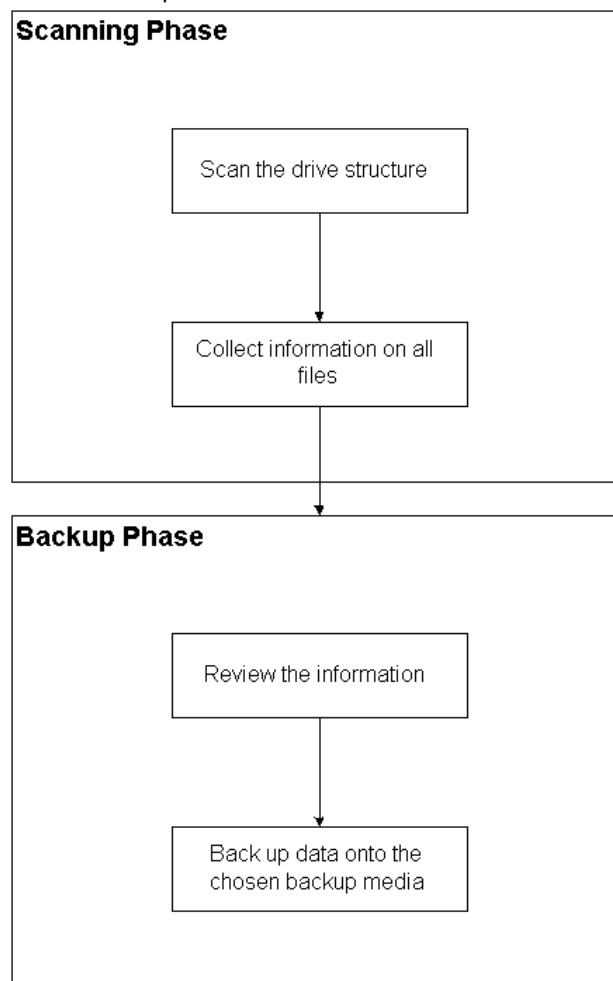 Scanning Phase
Scan the drive structure
Collect information on all
files
Backup Phase
Review the information
Back up data onto the
chosen backup media